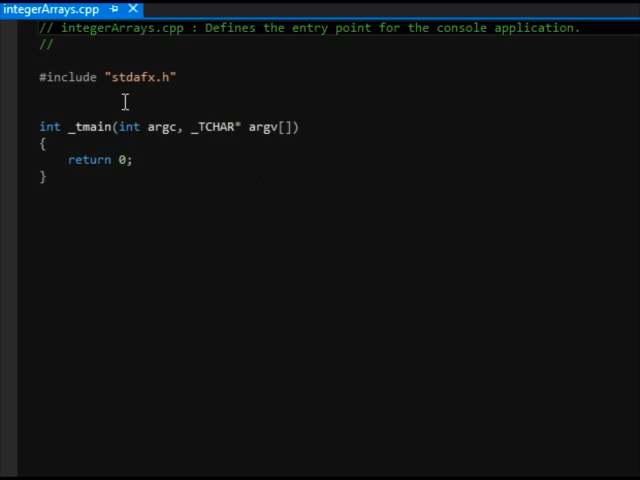 integerArrays.cpp
// integerArrays.cpp : Defines the entry point for the console application.
//
#include "stdafx.h"
int _tmain(int argc, _TCHAR* argv[])
{
return 0;
}